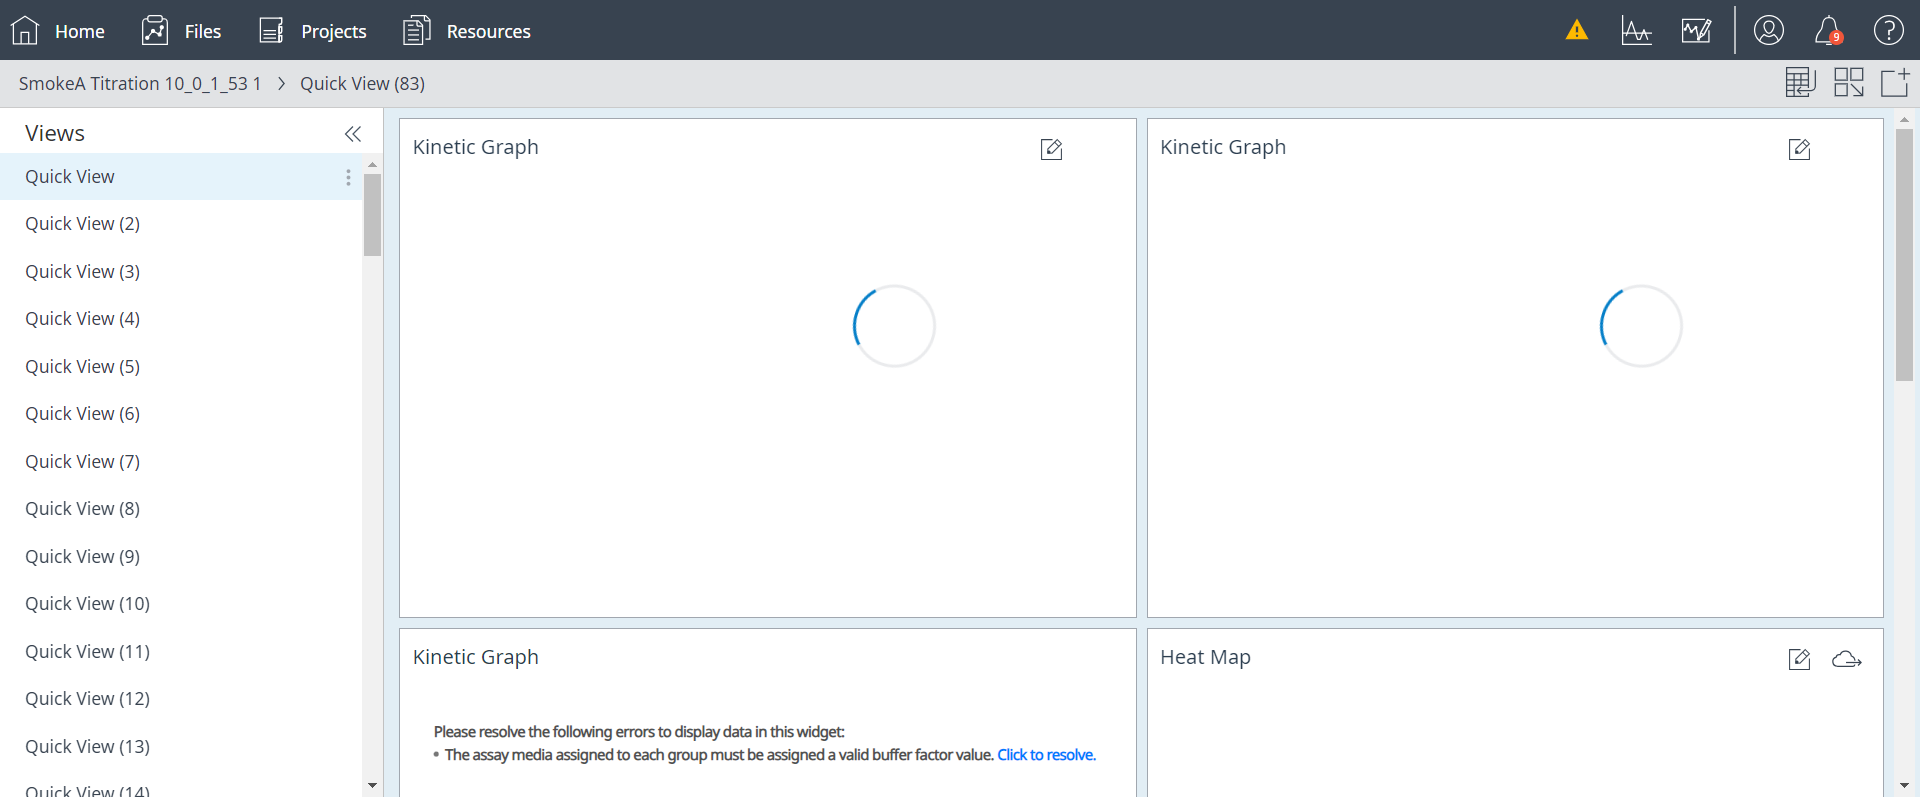 Home Files Projects Resources
9
SmokeA Titration 10_0_1_53 1 > Quick View (83)
Views
Quick View
Quick View (2)
Quick View (3)
Quick View (4)
Quick View (5)
Quick View (6)
Quick View (7)
Quick View (8)
Quick View (9)
Quick View (10)
Quick View (11)
Quick View (12)
Quick View (13)
Quick View (14)
Kinetic Graph
Kinetic Graph
Kinetic Graph
Please resolve the following errors to display data in this widget:
• The assay media assigned to each group must be assigned a valid buffer factor value. Click to resolve.
Heat Map